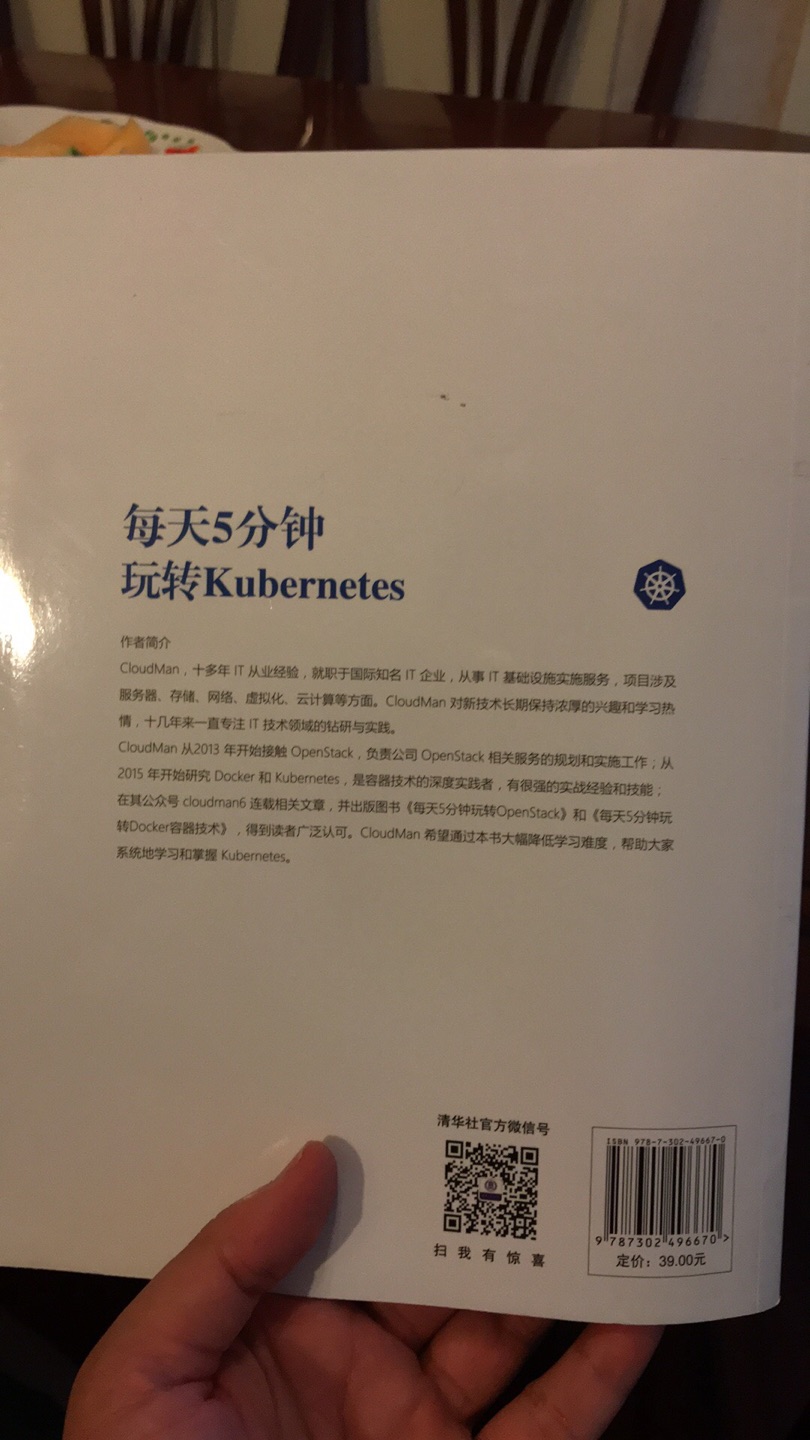 每天5分钟
玩转Kubernetes
作者简介
CloudMan，十多年 IT 从业经验，就职于国际知名 IT 企业，从事 IT 基础设施实施服务，项目涉及
服务器、存储、网络、虚拟化、云计算等方面。CloudMan 对新技术长期保持浓厚的兴趣和学习热
情，十几年来一直专注 IT 技术领域的钻研与实践。
CloudMan 从2013 年开始接触 OpenStack，负责公司 OpenStack 相关服务的规划和实施工作；从
2015 年开始研究 Docker 和 Kubernetes，是容器技术的深度实践者，有很强的实战经验和技能；
在其公众号 cloudman6 连载相关文章，并出版图书《每天5分钟玩转OpenStack》和《每天5分钟玩
转Docker容器技术》，得到读者广泛认可。CloudMan 希望通过本书大幅降低学习难度，帮助大家
系统地学习和掌握 Kubernetes。
清华社官方微信号
扫我有惊喜
ISBN 978-7-302-49667-0
9 787302 496670 >
定价：39.00元